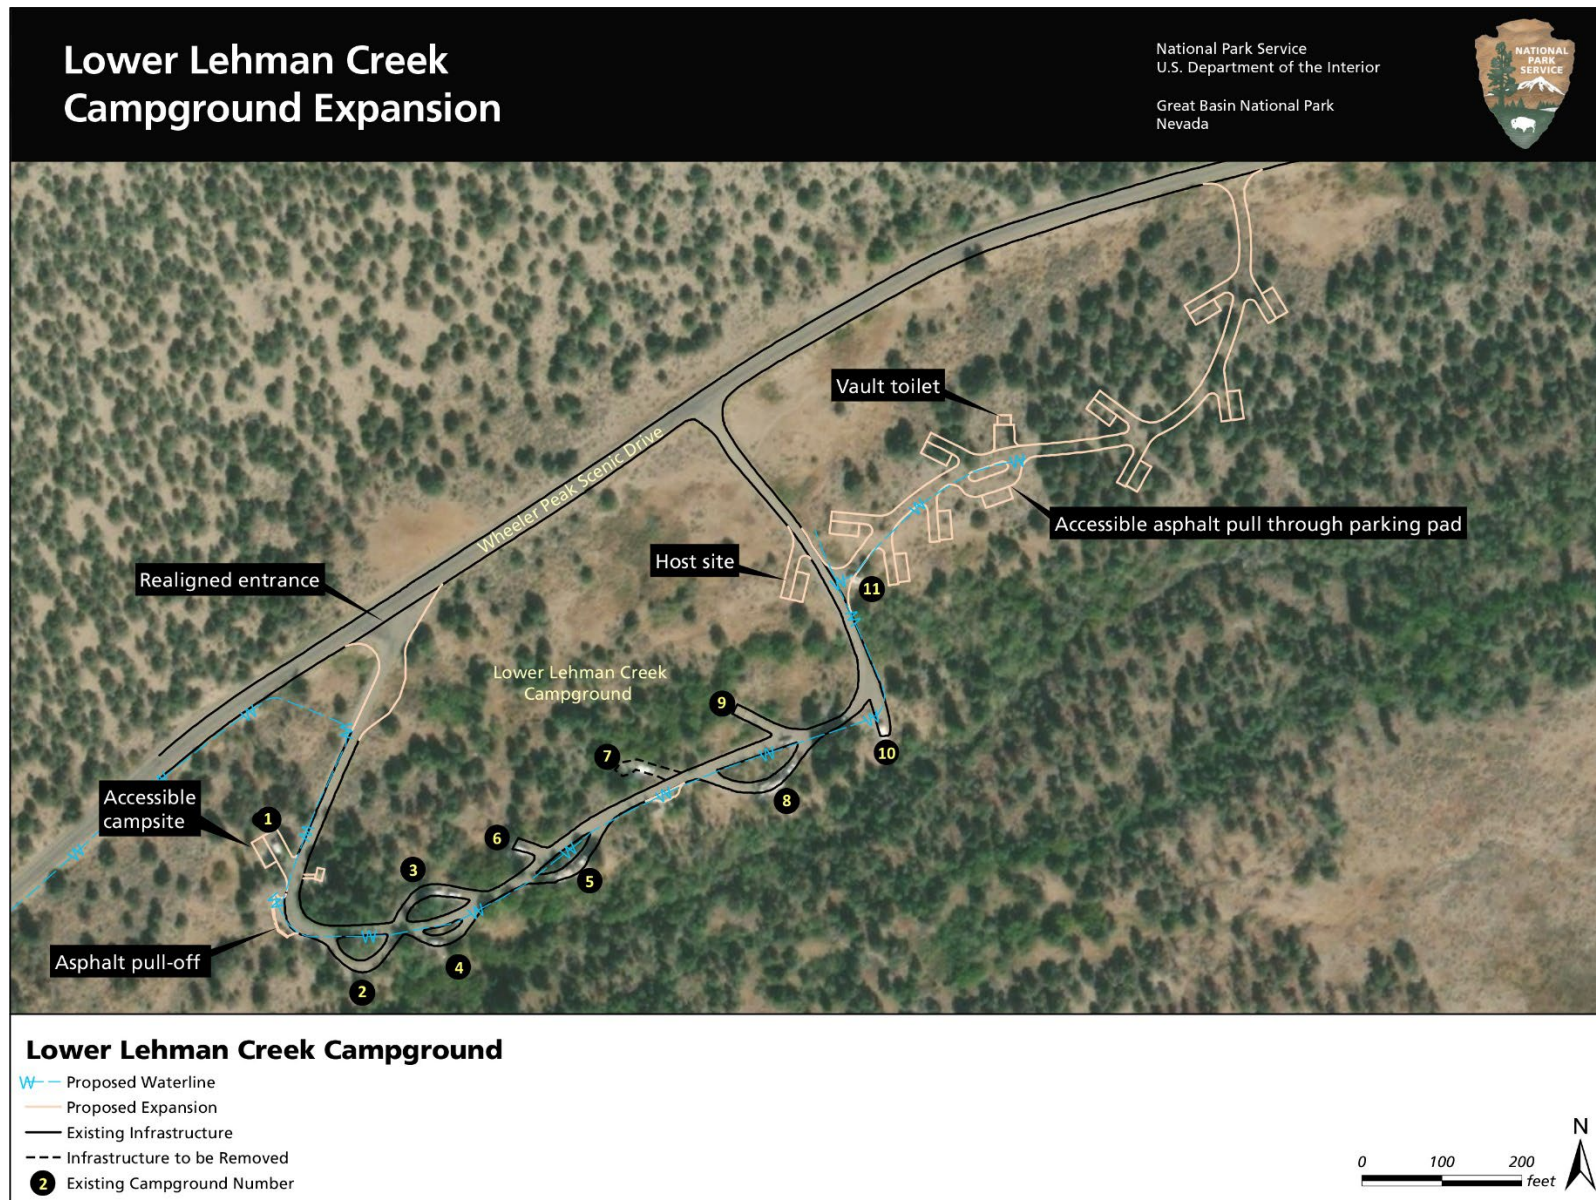 Lower Lehman Creek
Campground Expansion
National Park Service
U.S. Department of the Interior
Great Basin National Park
Nevada
NATIONAL
PARK
SERVICE
Vault toilet
Wheeler Peak Scenic Drive
Accessible asphalt pull through parking pad
Host site
Realigned entrance
W
W
W
11
W
Lower Lehman Creek
Campground
9
W
W
W
10
7
W
W
8
Accessible
campsite
1
W
6
W
W
3
5
W
W
W
Asphalt pull-off
4
2
Lower Lehman Creek Campground
W Proposed Waterline
Proposed Expansion
Existing Infrastructure
Infrastructure to be Removed
2 Existing Campground Number
0 100 200
feet
N